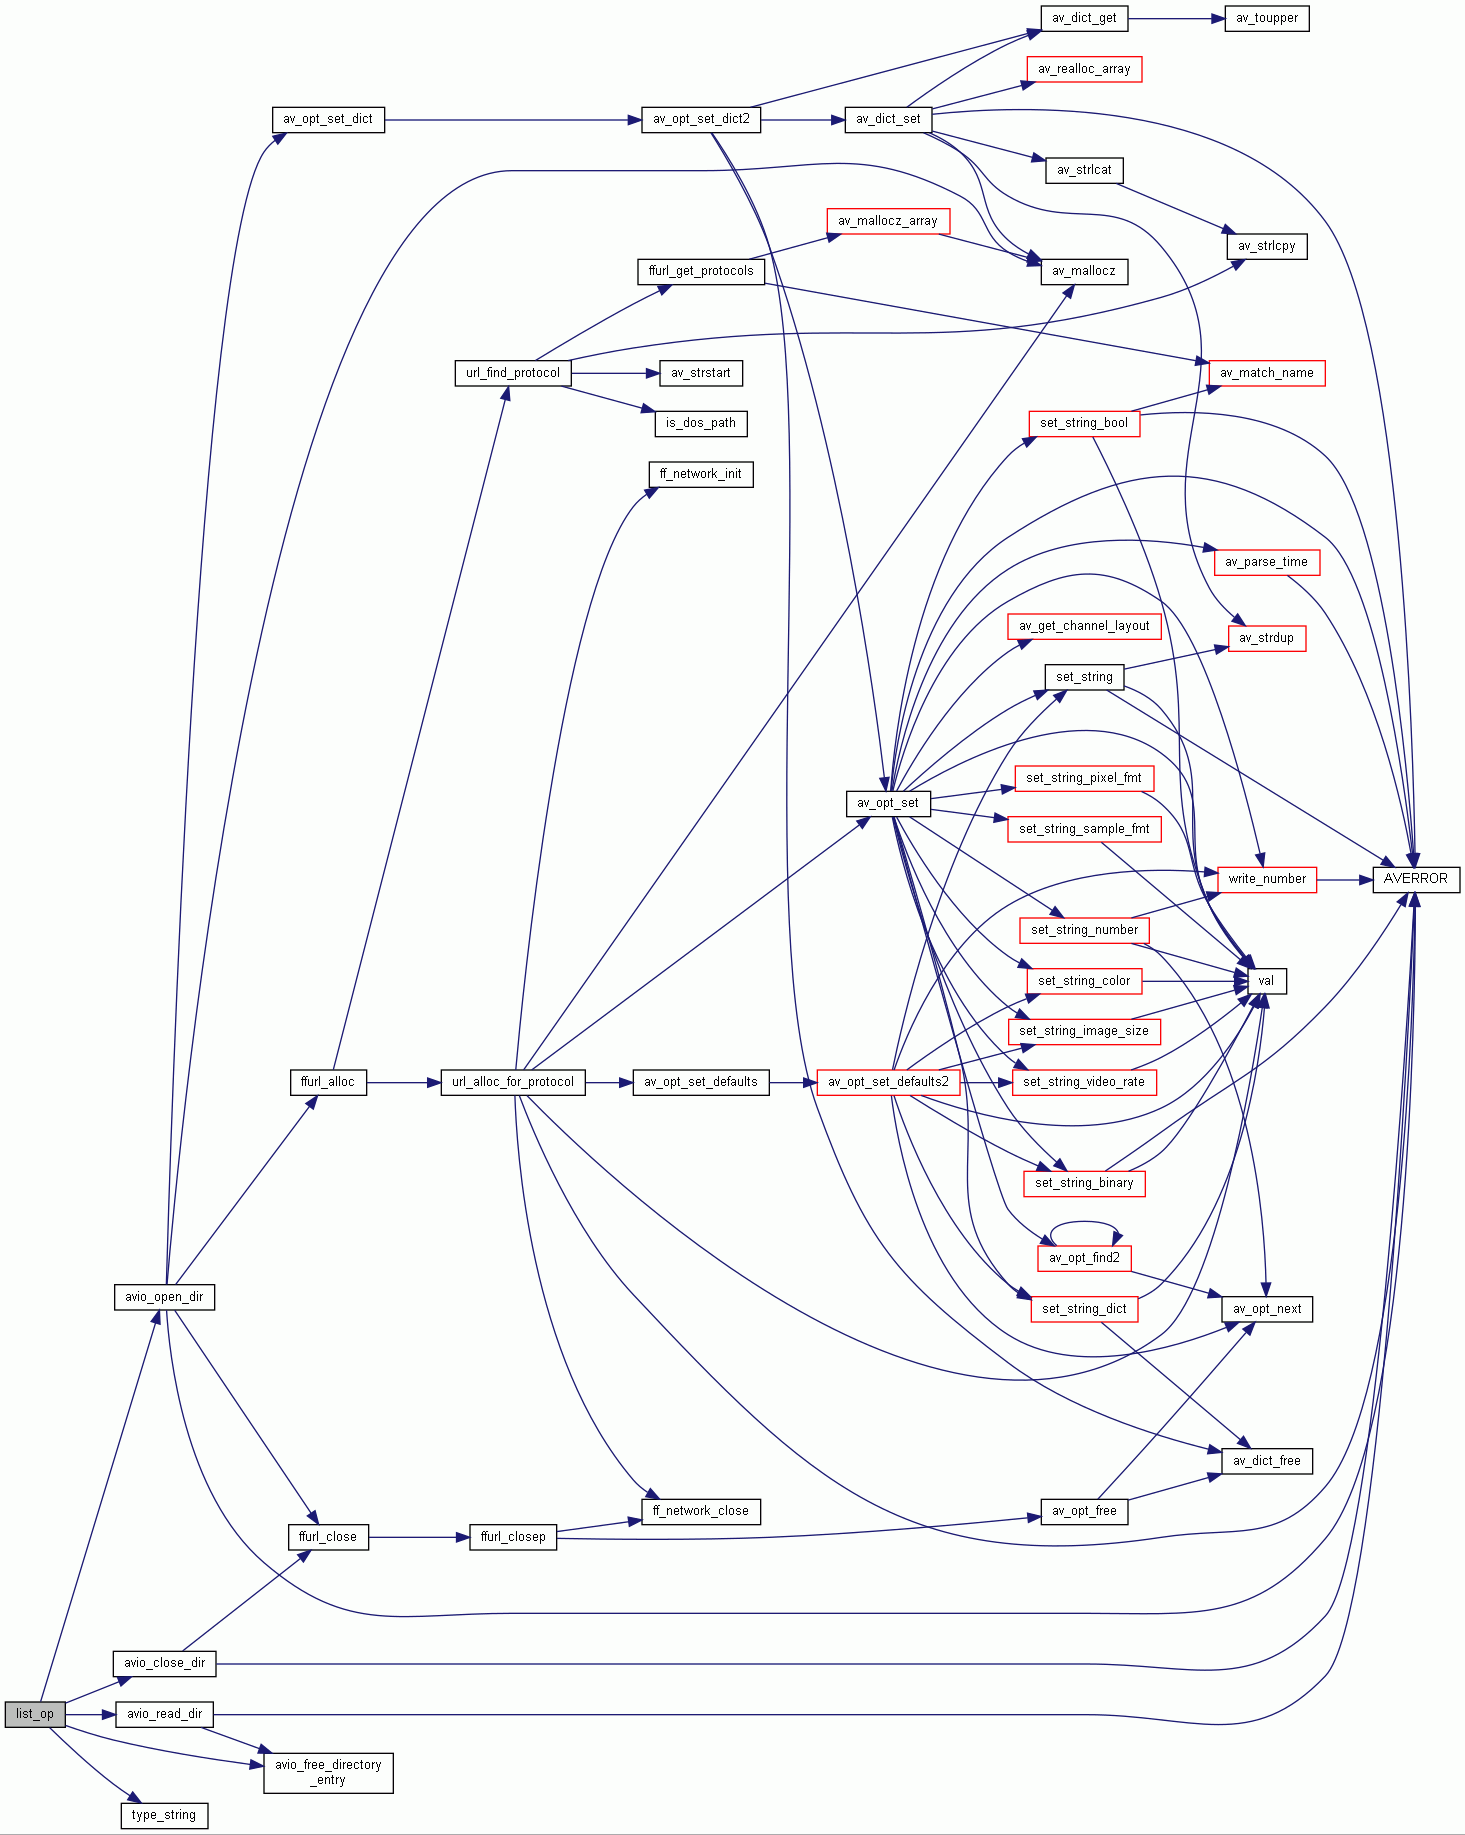 av_dict_get
av_toupper
av_realloc_array
av_opt_set_dict
av_opt_set_dict2
av_dict_set
av_strlcat
av_mallocz_array
av_strlcpy
ffurl_get_protocols
av_mallocz
url_find_protocol
av_strstart
av_match_name
is_dos_path
set_string_bool
ff_network_init
av_parse_time
av_get_channel_layout
av_strdup
set_string
set_string_pixel_fmt
av_opt_set
set_string_sample_fmt
write_number
AVERROR
set_string_number
set_string_color
val
set_string_image_size
ffurl_alloc
url_alloc_for_protocol
av_opt_set_defaults
av_opt_set_defaults2
set_string_video_rate
set_string_binary
av_opt_find2
avio_open_dir
set_string_dict
av_opt_next
av_dict_free
ff_network_close
av_opt_free
ffurl_close
ffurl_closep
avio_close_dir
list_op
avio_read_dir
avio_free_directory
_entry
type_string